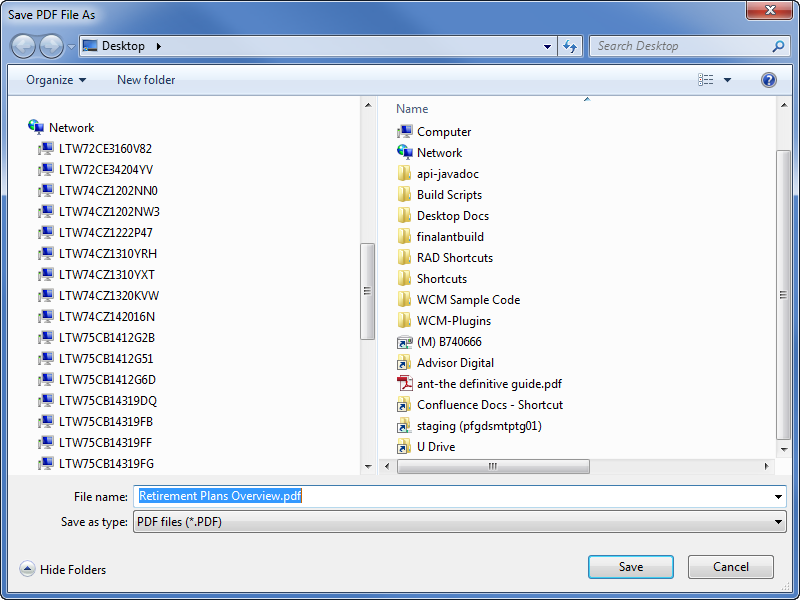 Save PDF File As
Desktop
Search Desktop
Organize
New folder
Network
LTW72CE3160V82
LTW72CE34204YV
LTW74CZ1202NN0
LTW74CZ1202NW3
LTW74CZ1222P47
LTW74CZ1310YRH
LTW74CZ1310YXT
LTW74CZ1320KVW
LTW74CZ142016N
LTW75CB1412G2B
LTW75CB1412G51
LTW75CB1412G6D
LTW75CB14319DQ
LTW75CB14319FB
LTW75CB14319FF
LTW75CB14319FG
Name
Computer
Network
api-javadoc
Build Scripts
Desktop Docs
finalantbuild
RAD Shortcuts
Shortcuts
WCM Sample Code
WCM-Plugins
(M) B740666
Advisor Digital
ant-the definitive guide.pdf
Confluence Docs - Shortcut
staging (pfgdsmtptg01)
U Drive
File name: Retirement Plans Overview.pdf
Save as type: PDF files (*.PDF)
Hide Folders
Save
Cancel